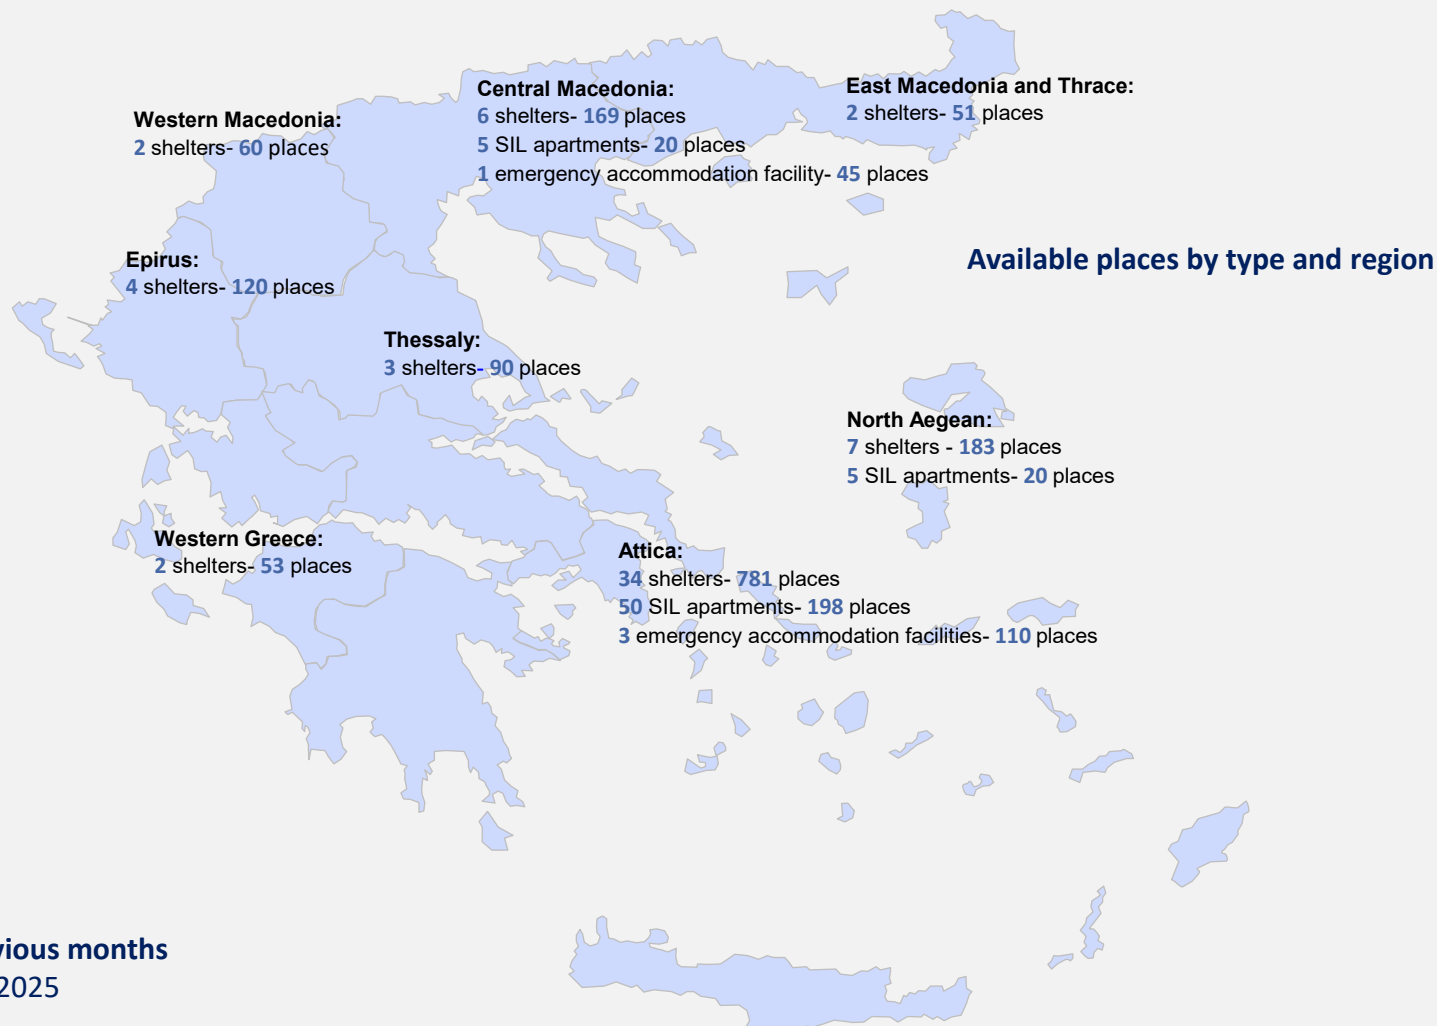 Central Macedonia:
6 shelters- 169 places
5 SIL apartments- 20 places
1 emergency accommodation facility- 45 places
East Macedonia and Thrace:
2 shelters- 51 places
Western Macedonia:
2 shelters- 60 places
Available places by type and region
Epirus:
4 shelters- 120 places
Thessaly:
3 shelters- 90 places
North Aegean:
7 shelters - 183 places
5 SIL apartments- 20 places
Western Greece:
2 shelters- 53 places
Attica:
34 shelters- 781 places
50 SIL apartments- 198 places
3 emergency accommodation facilities- 110 places
vious months
2025